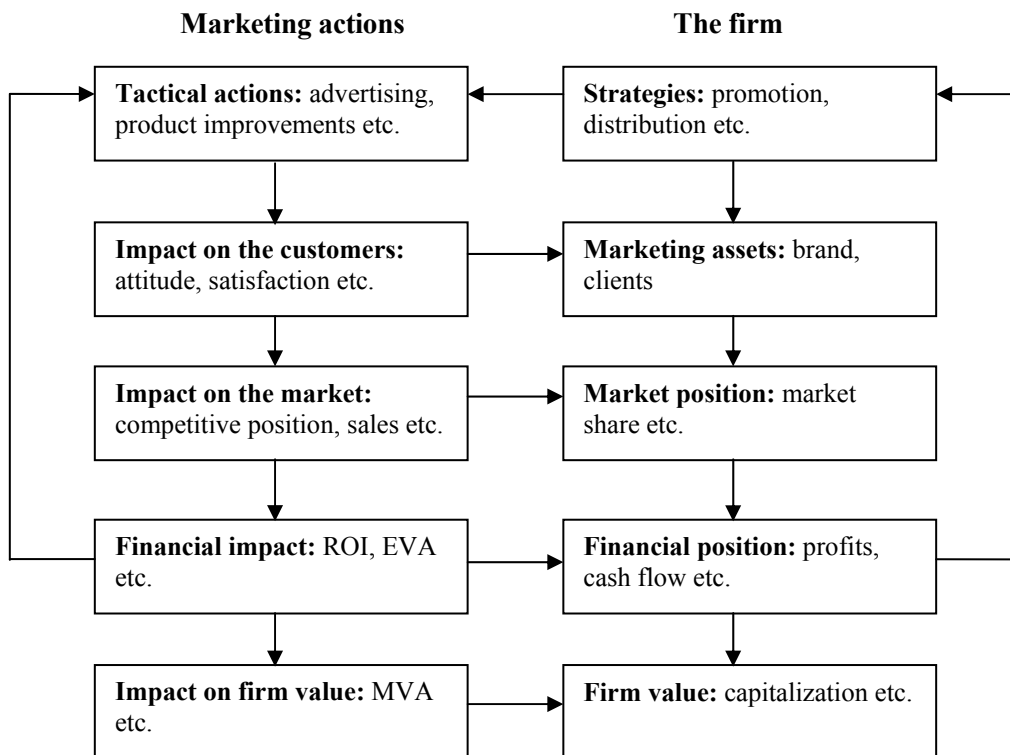 Marketing actions
The firm
Tactical actions: advertising,
product improvements etc.
Strategies: promotion,
distribution etc.
Impact on the customers:
attitude, satisfaction etc.
Marketing assets: brand,
clients
Impact on the market:
competitive position, sales etc.
Market position: market
share etc.
Financial impact: ROI, EVA
etc.
Financial position: profits,
cash flow etc.
Impact on firm value: MVA
etc.
Firm value: capitalization etc.